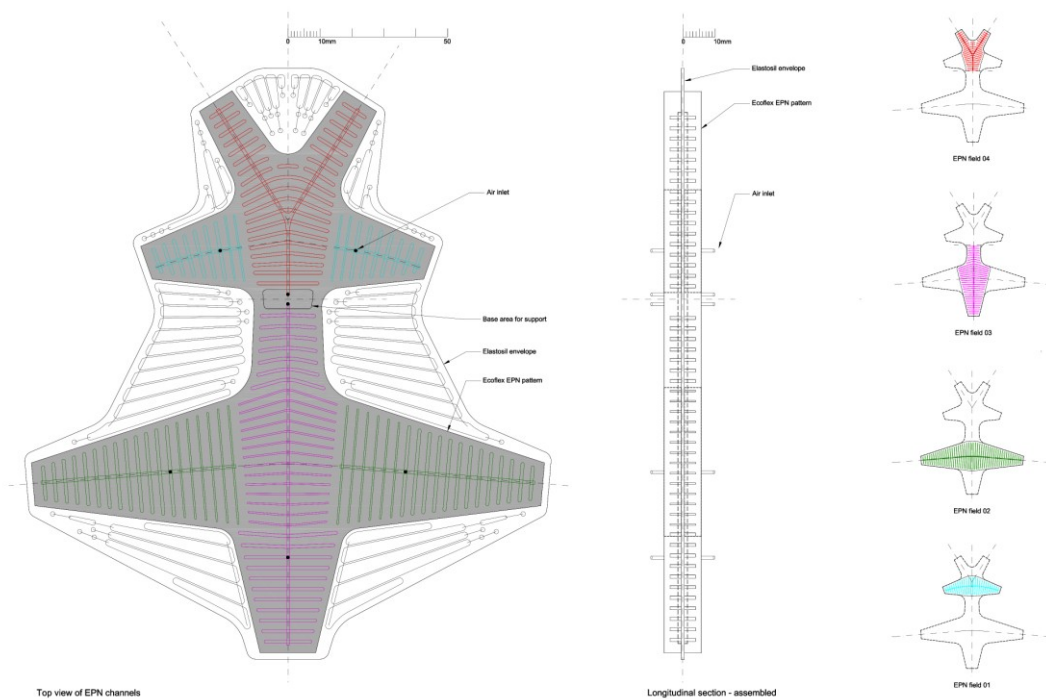 0 10mm 50
0 10mm
Elastosil envelope
Ecoflex EPN pattern
EPN field 04
Air inlet
Air inlet
Base area for support
EPN field 03
Elastosil envelope
Ecoflex EPN pattern
EPN field 02
EPN field 01
Top view of EPN channels
Longitudinal section - assembled